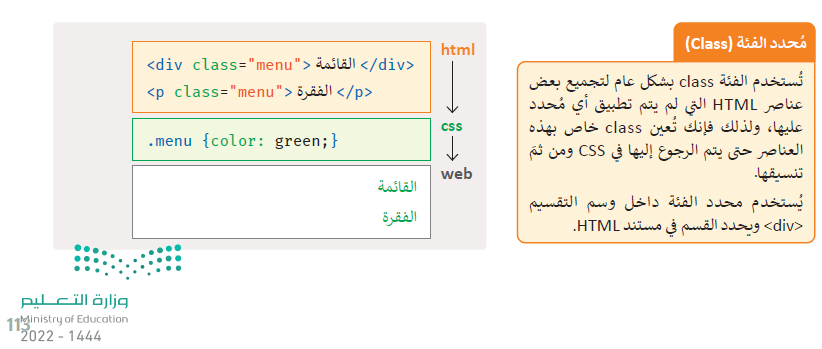 مُحدد الفئة (Class)
تُستخدم الفئة class بشكل عام لتجميع بعض
عناصر HTML التي لم يتم تطبيق أي مُحدد
عليها، ولذلك فإنك تُعين class خاص بهذه
العناصر حتى يتم الرجوع إليها في CSS ومن ثمَ
تنسيقها.
يُستخدم محدد الفئة داخل وسم التقسيم
<div> ويحدد القسم في مستند HTML.
html
<div class="menu"> القائمة </div>
<p class="menu"> الفقرة </p>
css
.menu {color: green;}
web
القائمة
الفقرة
وزارة التعـليم
Ministry of Education
113
2022 - 1444